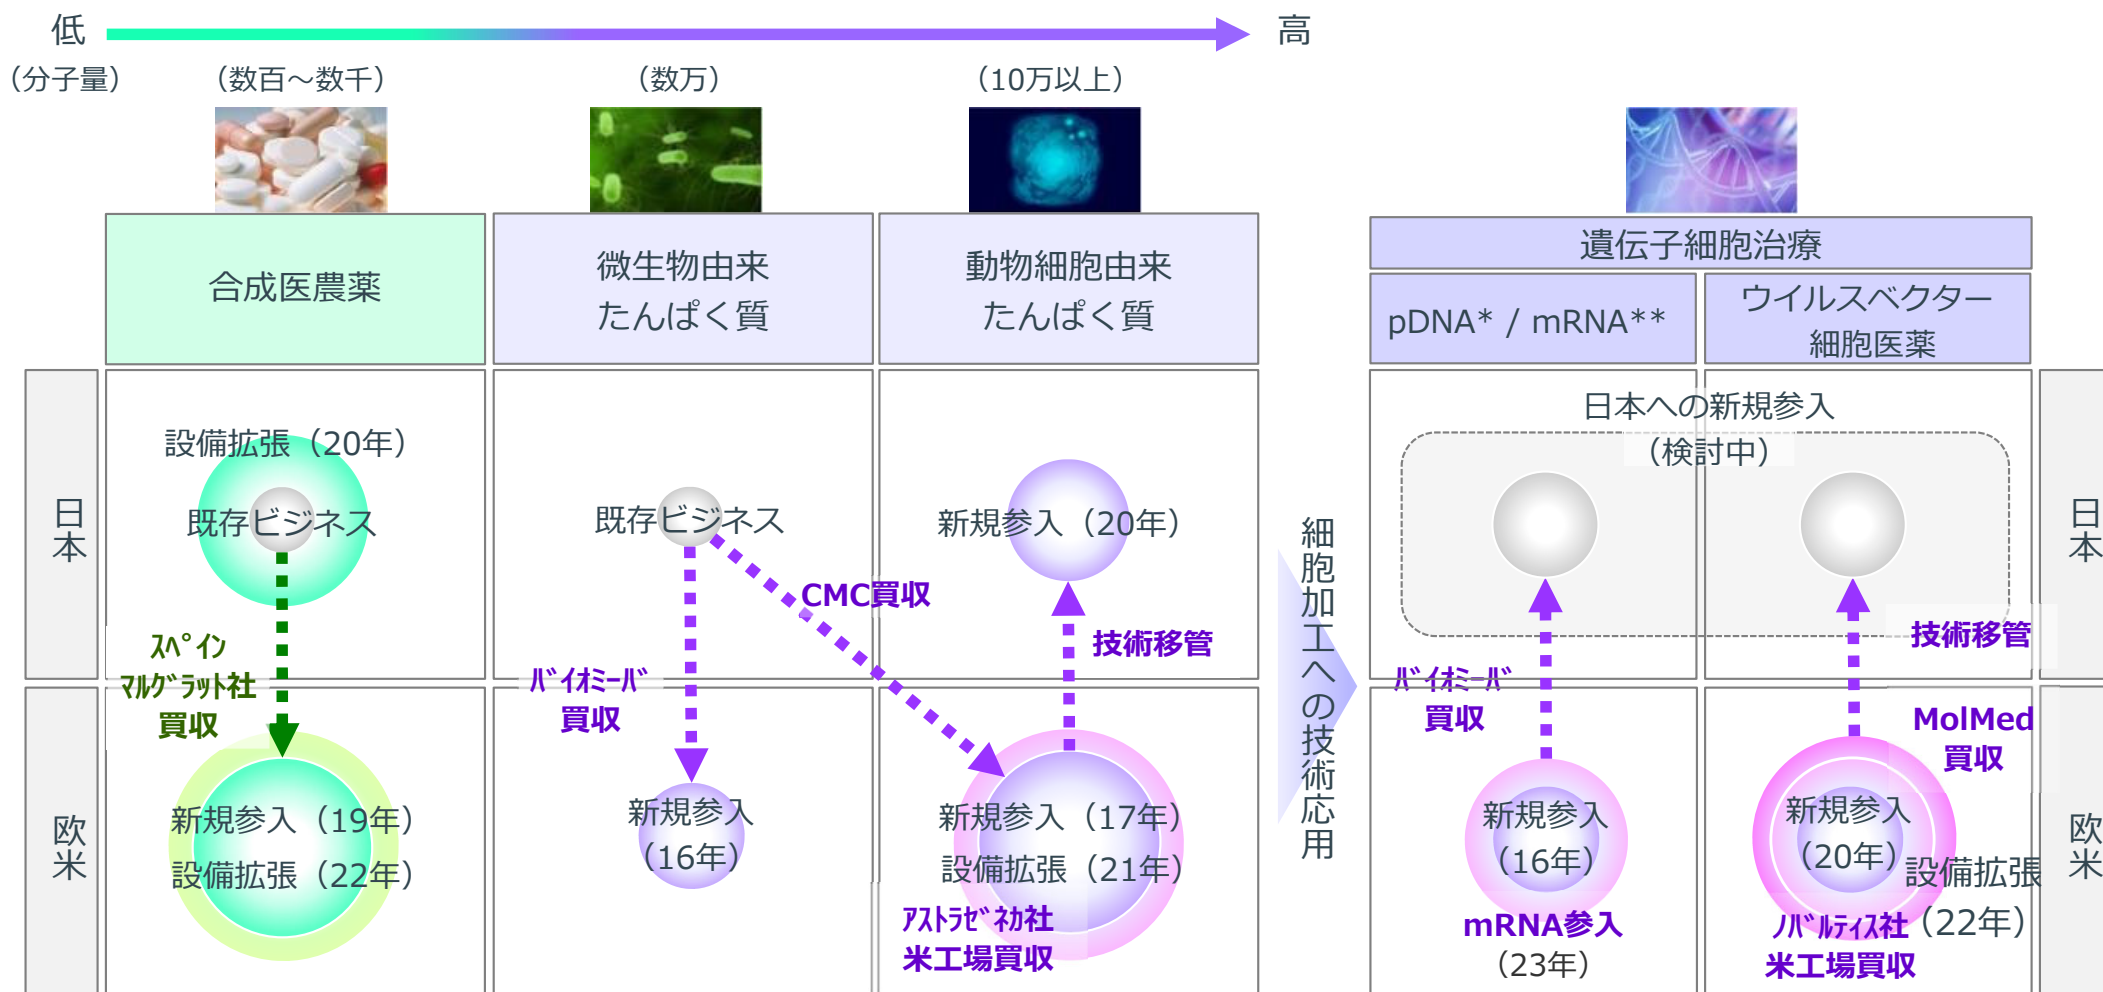 低
高
(分子量)
(数百～数千)
(数万)
(10万以上)
合成医農薬
微生物由来
たんぱく質
動物細胞由来
たんぱく質
遺伝子細胞治療
pDNA* / mRNA**
ウイルスベクター
細胞医薬
日本
設備拡張（20年）
既存ビジネス
既存ビジネス
新規参入（20年）
日本への新規参入
（検討中）
日本
CMC買収
技術移管
技術移管
ｽﾍﾟｲﾝ
ﾏﾙｸﾞﾗｯﾄ社
買収
ﾊﾞｲｵﾐｰﾊﾞ
買収
細胞加工への技術応用
ﾊﾞｲｵﾐｰﾊﾞ
買収
MolMed
買収
欧米
新規参入（19年）
設備拡張（22年）
新規参入
（16年）
新規参入（17年）
設備拡張（21年）
ｱｽﾄﾗｾﾞﾈｶ社
米工場買収
新規参入
（16年）
mRNA参入
（23年）
新規参入
（20年）
設備拡張
（22年）
ﾉﾊﾞﾙﾃｨｽ社
米工場買収
欧米